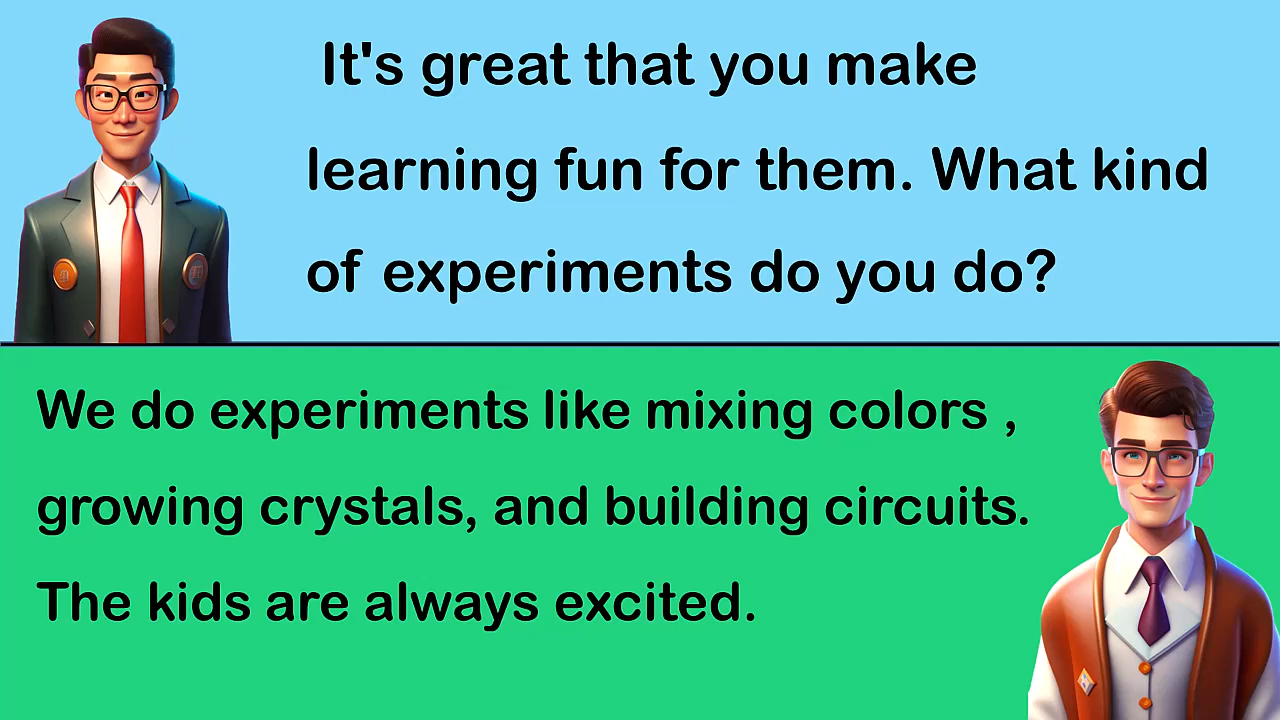 It's great that you make
learning fun for them. What kind
of experiments do you do?
We do experiments like mixing colors ,
growing crystals, and building circuits.
The kids are always excited.